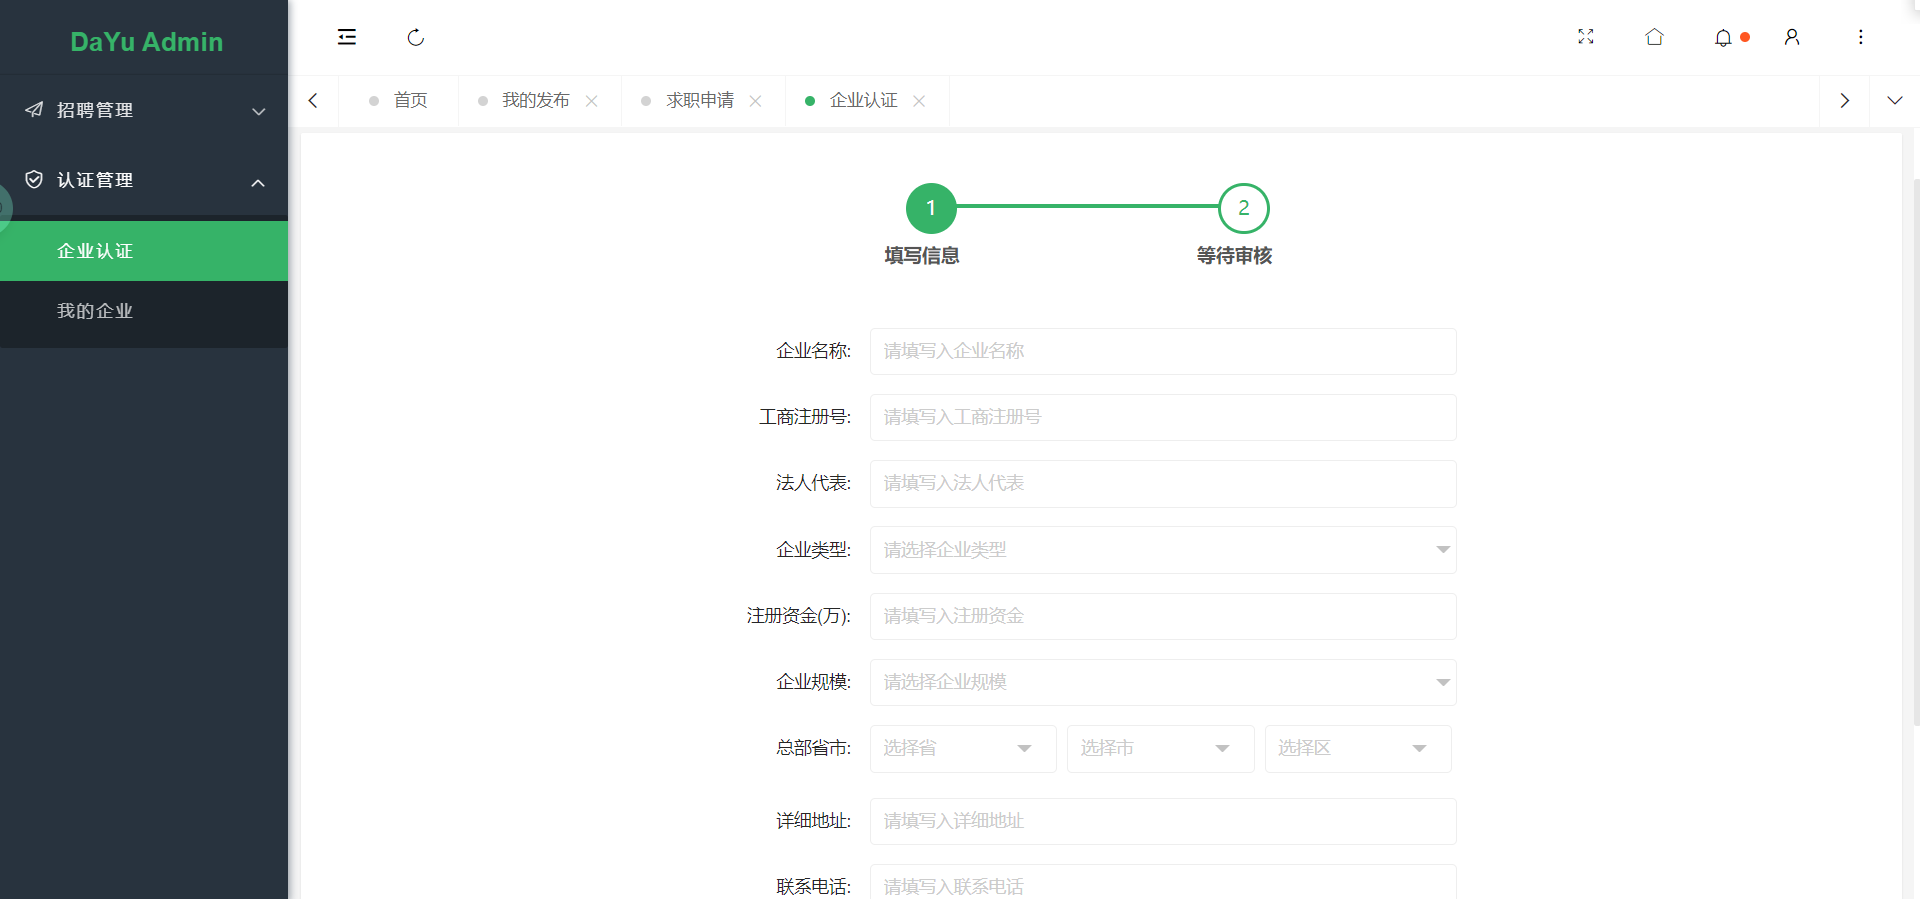 DaYu Admin
招聘管理
认证管理
企业认证
我的企业
首页
我的发布
求职申请
企业认证
1
2
填写信息
等待审核
企业名称: 请填写入企业名称
工商注册号: 请填写入工商注册号
法人代表: 请填写入法人代表
企业类型: 请选择企业类型
注册资金(万): 请填写入注册资金
企业规模: 请选择企业规模
总部省市: 选择省 选择市 选择区
详细地址: 请填写入详细地址
联系电话: 请填写入联系电话